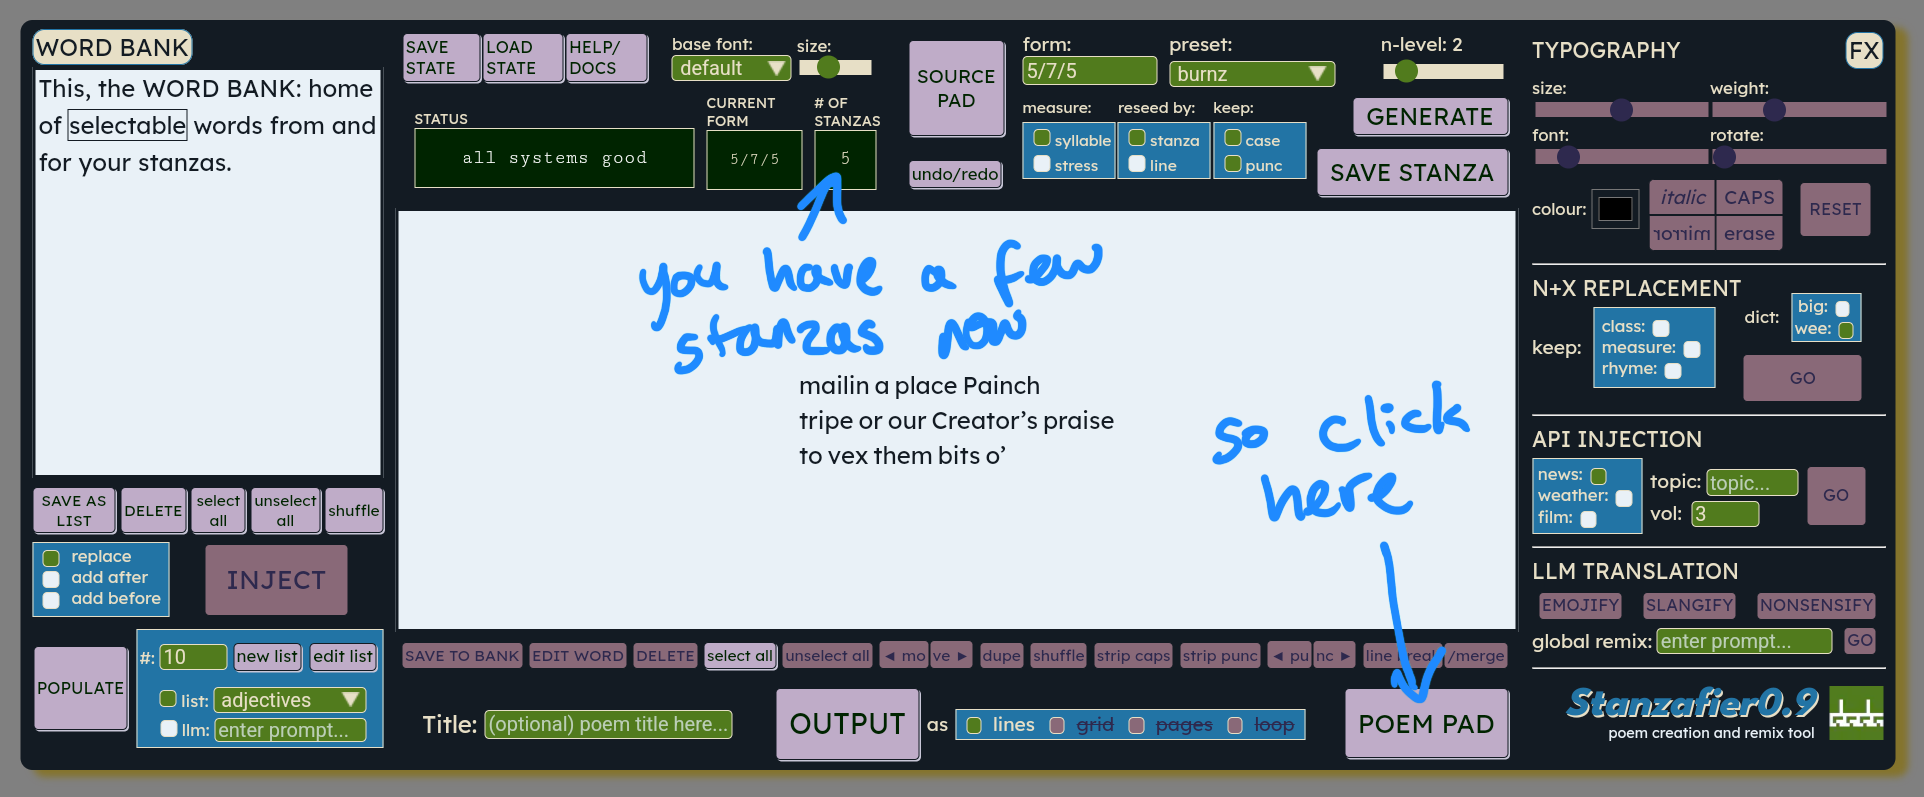 WORD BANK
This, the WORD BANK: home
of selectable words from and
for your stanzas.
SAVE AS
LIST
DELETE
select
all
unselect
all
shuffle
replace
add after
add before
INJECT
POPULATE
#: 10
new list
edit list
list: adjectives
llm: enter prompt...
SAVE
STATE
LOAD
STATE
HELP/
DOCS
base font:
default
size:
STATUS
all systems good
CURRENT
FORM
5/7/5
# OF
STANZAS
5
SOURCE
PAD
undo/redo
form:
5/7/5
preset:
burnz
n-level: 2
measure:
syllable
stress
reseed by:
stanza
line
keep:
case
punc
GENERATE
SAVE STANZA
you have a few
stanzas now
mailin a place Painch
tripe or our Creator’s praise
to vex them bits o’
so click
here
SAVE TO BANK
EDIT WORD
DELETE
select all
unselect all
◄ mo
ve ►
dupe
shuffle
strip caps
strip punc
◄ pu
nc ►
line break
/merge
Title: (optional) poem title here...
OUTPUT
as
lines
grid
pages
loop
POEM PAD
TYPOGRAPHY
FX
size:
weight:
font:
rotate:
colour:
italic
CAPS
mirror
erase
RESET
N+X REPLACEMENT
keep:
class:
measure:
rhyme:
dict:
big:
wee:
GO
API INJECTION
news:
weather:
film:
topic: topic...
vol: 3
GO
LLM TRANSLATION
EMOJIFY
SLANGIFY
NONSENSIFY
global remix: enter prompt...
GO
Stanzafier0.9
poem creation and remix tool